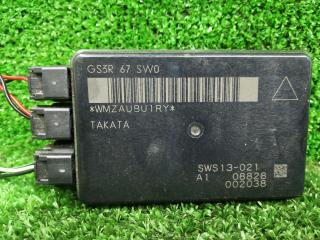 GS3R 67 SW0
*WMZAU8U1RY*
TAKATA
SWS13-021
A1 08828
002038